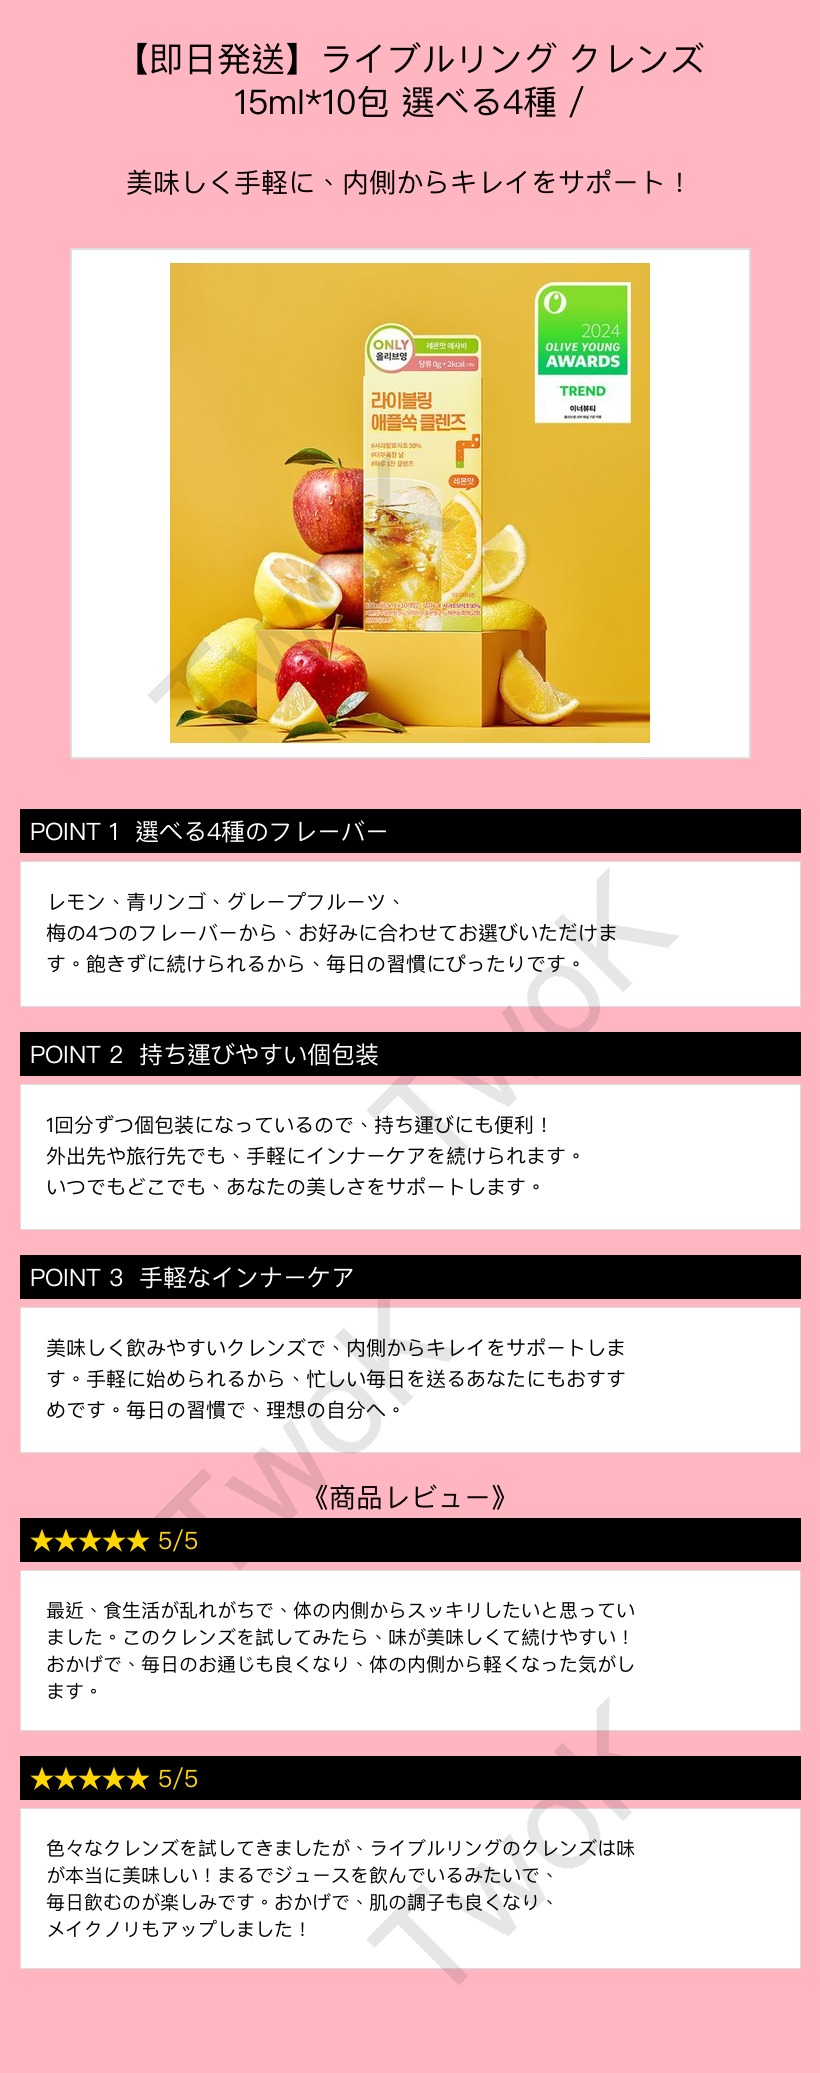 【即日発送】ライブルリング クレンズ
15ml*10包 選べる4種 /
美味しく手軽に、内側からキレイをサポート！
ONLY
올리브영
레몬맛 애사비
당류 0g+2kcal
라이블링
애플쏙 클렌즈
#사과발효식초 50%
#더부룩한 날
#하루 1잔 클렌즈
레몬맛
2024
OLIVE YOUNG
AWARDS
TREND
이너뷰티
POINT 1 選べる4種のフレーバー
レモン、青リンゴ、グレープフルーツ、
梅の4つのフレーバーから、お好みに合わせてお選びいただけま
す。飽きずに続けられるから、毎日の習慣にぴったりです。
POINT 2 持ち運びやすい個包装
1回分ずつ個包装になっているので、持ち運びにも便利！
外出先や旅行先でも、手軽にインナーケアを続けられます。
いつでもどこでも、あなたの美しさをサポートします。
POINT 3 手軽なインナーケア
美味しく飲みやすいクレンズで、内側からキレイをサポートしま
す。手軽に始められるから、忙しい毎日を送るあなたにもおすす
めです。毎日の習慣で、理想の自分へ。
《商品レビュー》
★★★★★ 5/5
最近、食生活が乱れがちで、体の内側からスッキリしたいと思ってい
ました。このクレンズを試してみたら、味が美味しくて続けやすい！
おかげで、毎日のお通じも良くなり、体の内側から軽くなった気がし
ます。
★★★★★ 5/5
色々なクレンズを試してきましたが、ライブルリングのクレンズは味
が本当に美味しい！まるでジュースを飲んでいるみたいで、
毎日飲むのが楽しみです。おかげで、肌の調子も良くなり、
メイクノリもアップしました！
TwoK
TwoK
TwoK
TwoK